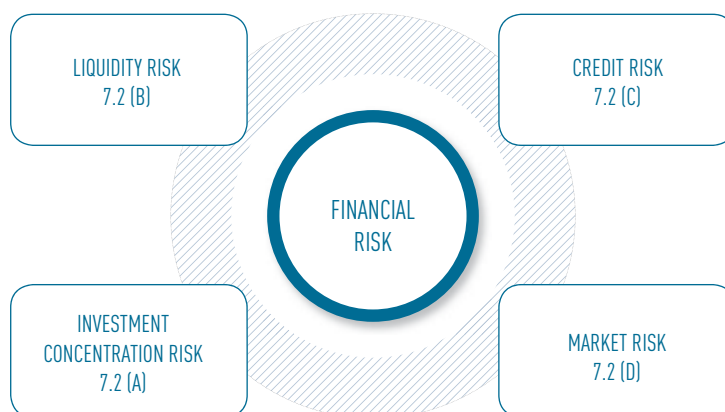 LIQUIDITY RISK
7.2 (B)
CREDIT RISK
7.2 (C)
FINANCIAL
RISK
INVESTMENT
CONCENTRATION RISK
7.2 (A)
MARKET RISK
7.2 (D)